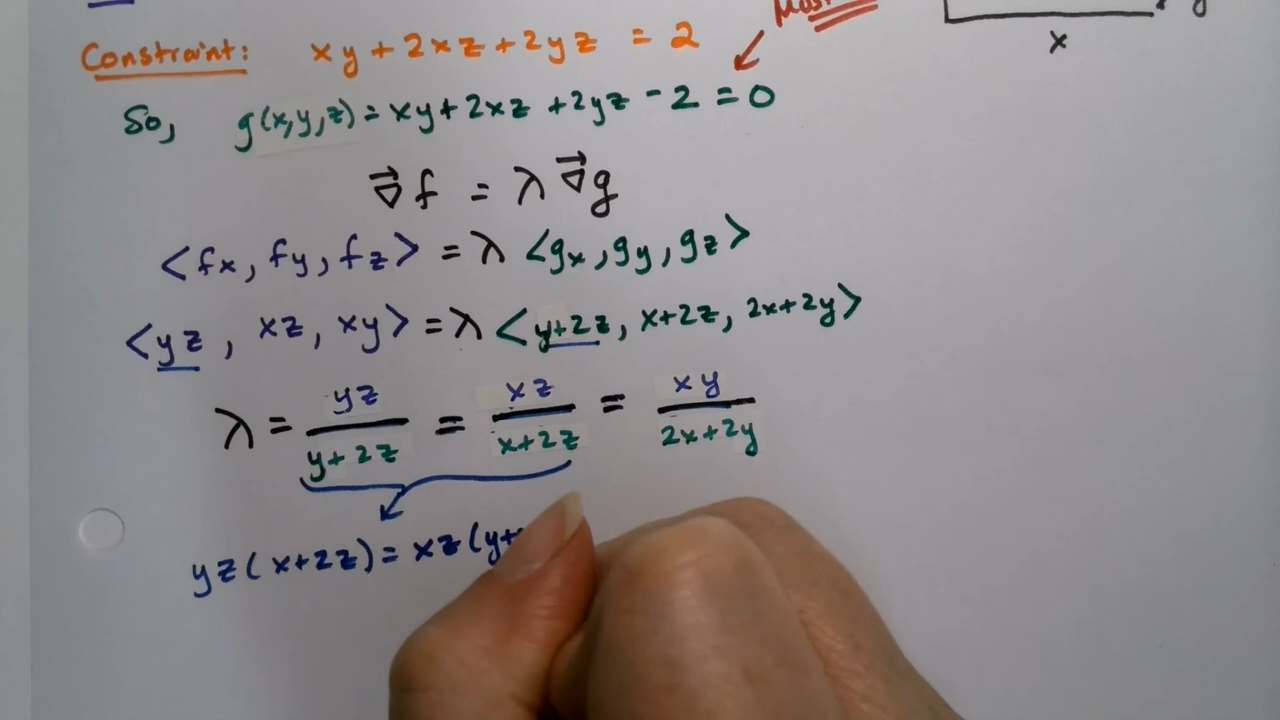 Constraint: xy + 2xz + 2yz = 2
x
So, g(x,y,z) = xy + 2xz + 2yz - 2 = 0
∇⃗f = λ ∇⃗g
<fx, fy, fz> = λ <gx, gy, gz>
<yz, xz, xy> = λ <y+2z, x+2z, 2x+2y>
λ = yz/(y+2z) = xz/(x+2z) = xy/(2x+2y)
yz(x+2z) = xz(y+